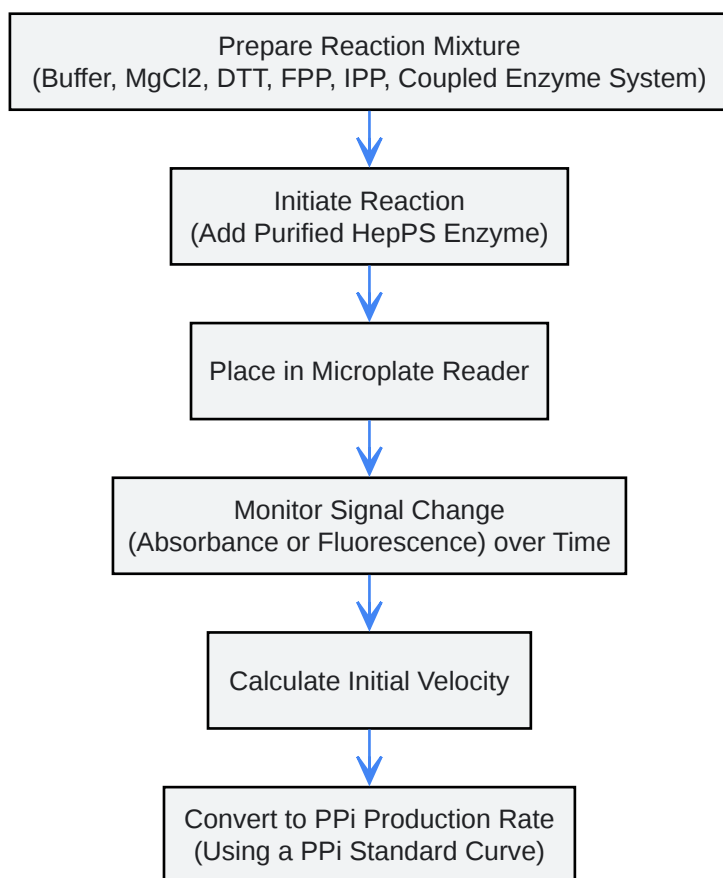 Prepare Reaction Mixture
(Buffer, MgCl2, DTT, FPP, IPP, Coupled Enzyme System)
Initiate Reaction
(Add Purified HepPS Enzyme)
Place in Microplate Reader
Monitor Signal Change
(Absorbance or Fluorescence) over Time
Calculate Initial Velocity
Convert to PPi Production Rate
(Using a PPi Standard Curve)